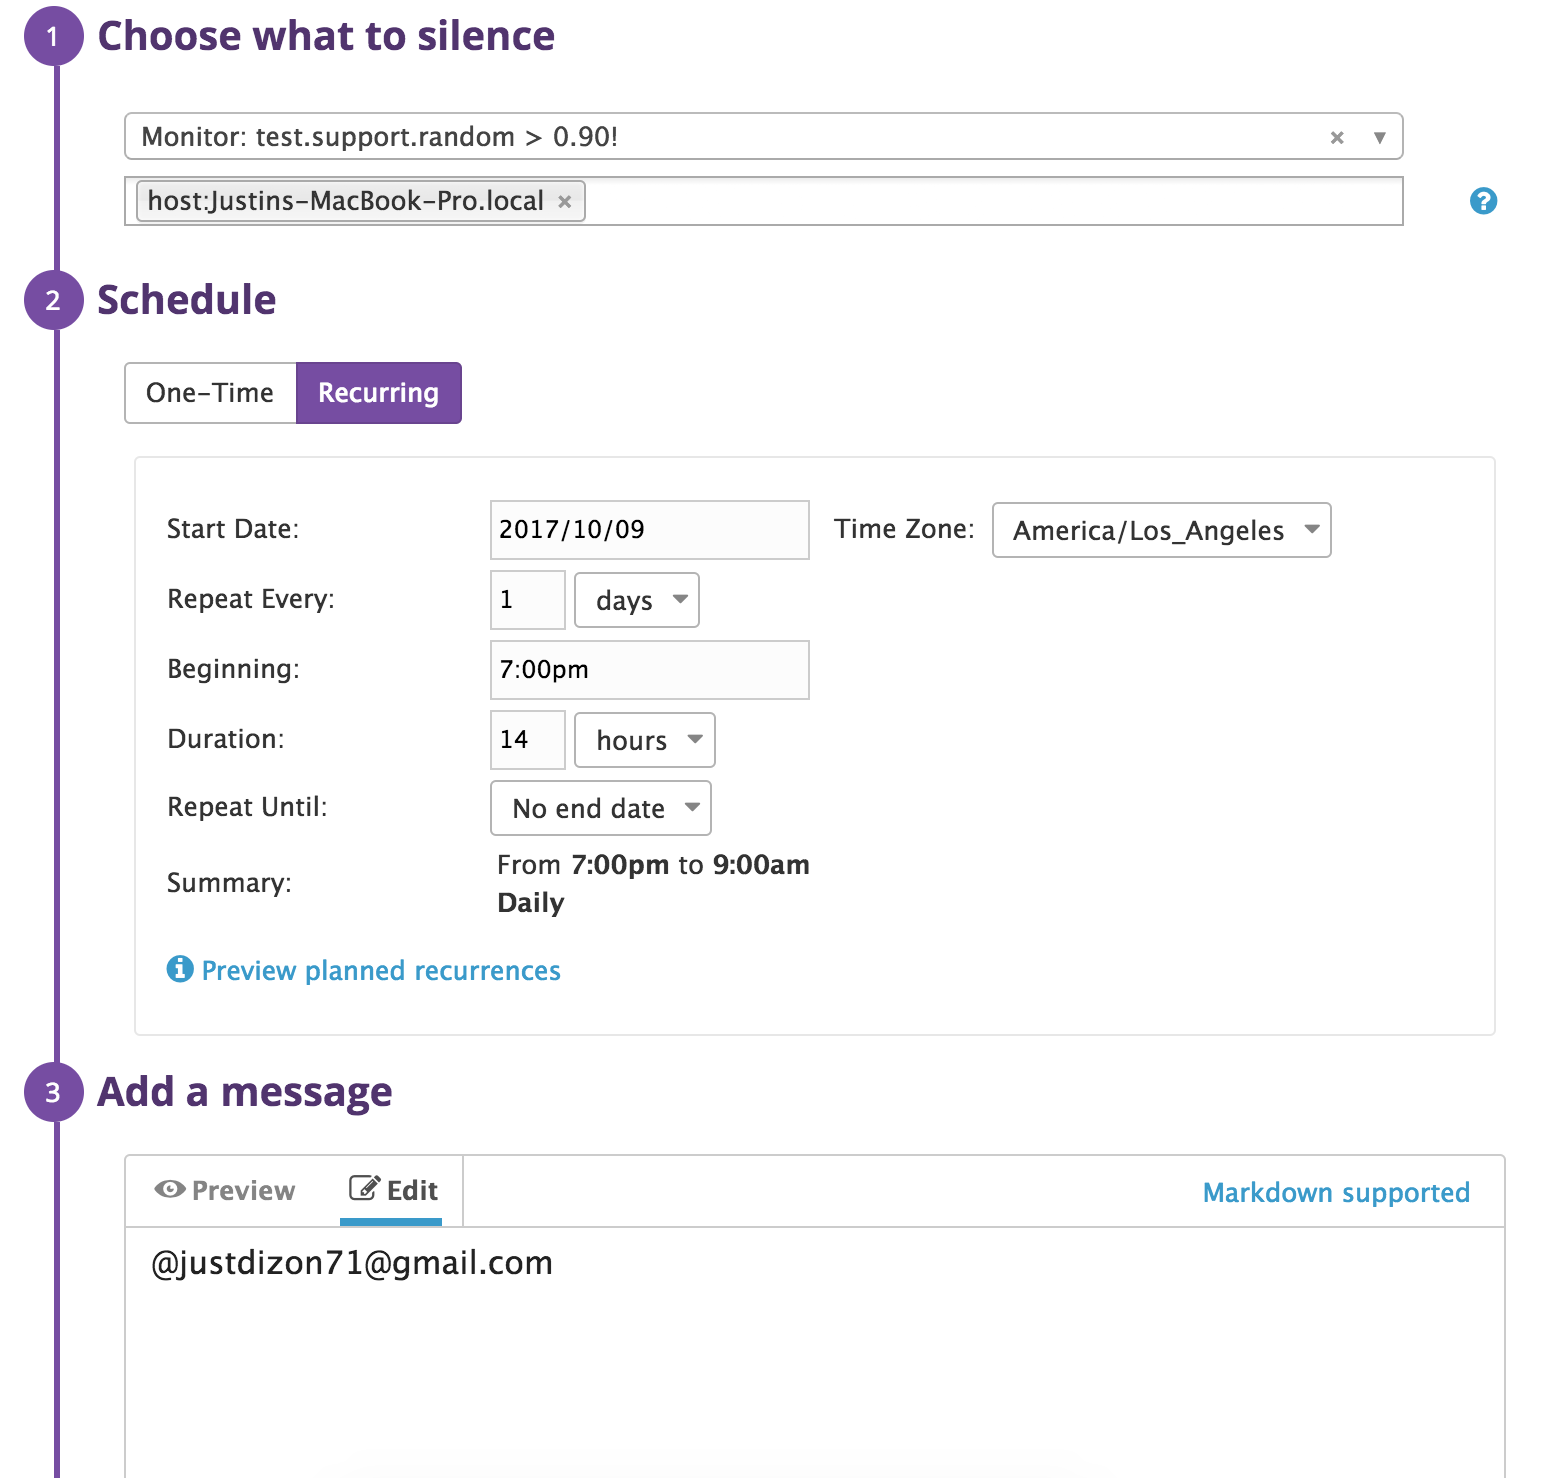 1 Choose what to silence
Monitor: test.support.random > 0.90! × ▼
host:Justins-MacBook-Pro.local × ?
2 Schedule
One-Time Recurring
Start Date: 2017/10/09 Time Zone: America/Los_Angeles
Repeat Every: 1 days
Beginning: 7:00pm
Duration: 14 hours
Repeat Until: No end date
Summary: From 7:00pm to 9:00am
Daily
Preview planned recurrences
3 Add a message
Preview Edit Markdown supported
@justdizon71@gmail.com